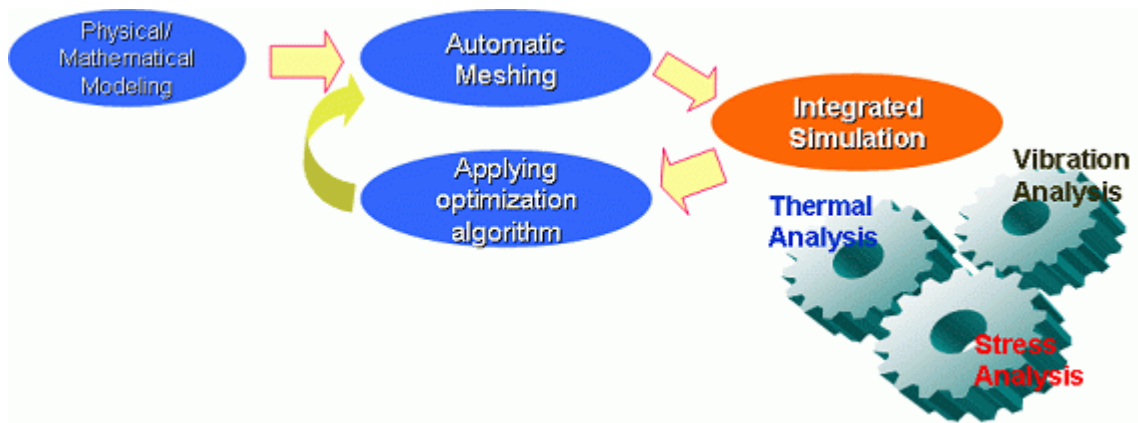 Physical/
Mathematical
Modeling
Automatic
Meshing
Integrated
Simulation
Applying
optimization
algorithm
Vibration
Analysis
Thermal
Analysis
Stress
Analysis